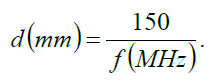 d(mm) = 150 / f(MHz).